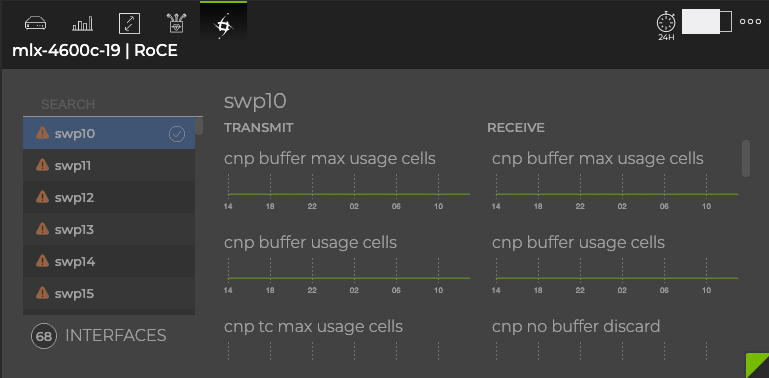 24H
mlx-4600c-19 | RoCE
SEARCH
swp10
swp11
swp12
swp13
swp14
swp15
68 INTERFACES
swp10
TRANSMIT
cnp buffer max usage cells
14 18 22 02 06 10
cnp buffer usage cells
14 18 22 02 06 10
cnp tc max usage cells
RECEIVE
cnp buffer max usage cells
14 18 22 02 06 10
cnp buffer usage cells
14 18 22 02 06 10
cnp no buffer discard